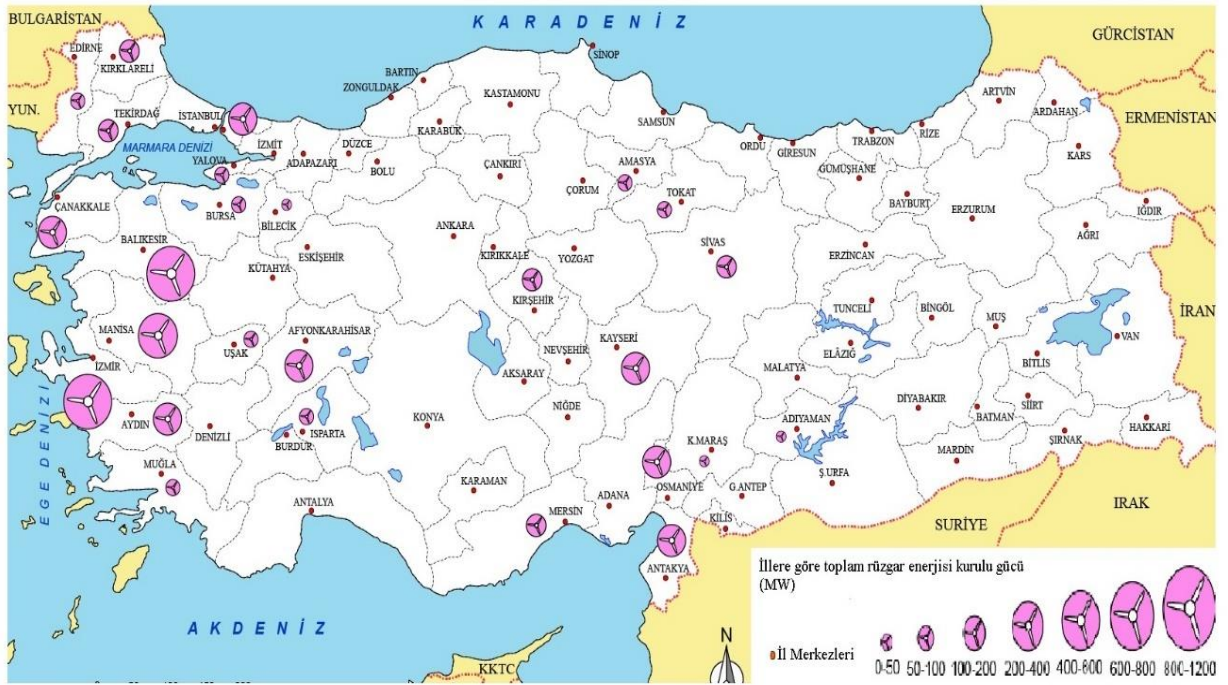 BULGARİSTAN
K A R A D E N İ Z
GÜRCİSTAN
EDİRNE
KIRKLARELİ
SİNOP
BARTIN
ZONGULDAK
KASTAMONU
ARTVİN
ARDAHAN
YUN.
TEKİRDAĞ
İSTANBUL
KARABÜK
SAMSUN
ERMENİSTAN
MARMARA DENİZİ
İZMİT
ADAPAZARI
DÜZCE
BOLU
ORDU
GİRESUN
TRABZON
RİZE
KARS
YALOVA
ÇANKIRI
AMASYA
ÇORUM
GÜMÜŞHANE
TOKAT
BAYBURT
ÇANAKKALE
BURSA
BİLECİK
ERZURUM
IĞDIR
ANKARA
AĞRI
BALIKESİR
ESKİŞEHİR
KIRIKKALE
YOZGAT
SİVAS
ERZİNCAN
KÜTAHYA
KIRŞEHİR
TUNCELİ
BİNGÖL
İRAN
MANİSA
UŞAK
AFYONKARAHİSAR
MUŞ
VAN
NEVŞEHİR
KAYSERİ
ELÂZIĞ
BİTLİS
İZMİR
AKSARAY
MALATYA
EGE DENİZİ
AYDIN
DENİZLİ
ISPARTA
BURDUR
KONYA
NİĞDE
ADIYAMAN
DİYABAKIR
BATMAN
SİİRT
HAKKARİ
ŞIRNAK
K.MARAŞ
MARDİN
MUĞLA
KARAMAN
ADANA
OSMANİYE
G.ANTEP
Ş.URFA
ANTALYA
MERSİN
KİLİS
SURİYE
IRAK
ANTAKYA
A K D E N İ Z
KKTC
N
İllere göre toplam rüzgar enerjisi kurulu gücü
(MW)
İl Merkezleri
0-50 50-100 100-200 200-400 400-600 600-800 800-1200